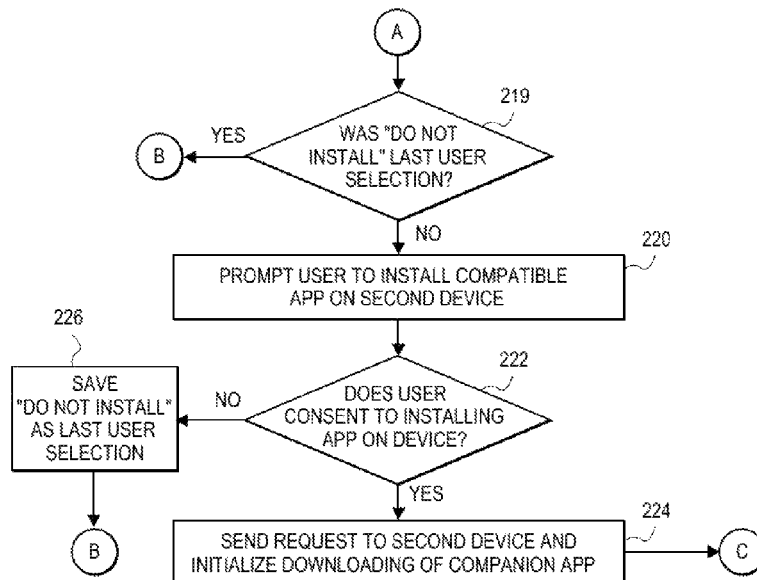 A
219
YES
B
WAS "DO NOT
INSTALL" LAST USER
SELECTION?
NO
220
PROMPT USER TO INSTALL COMPATIBLE
APP ON SECOND DEVICE
226
SAVE
"DO NOT INSTALL"
AS LAST USER
SELECTION
NO
222
DOES USER
CONSENT TO INSTALLING
APP ON DEVICE?
YES
B
224
SEND REQUEST TO SECOND DEVICE AND
INITIALIZE DOWNLOADING OF COMPANION APP
C